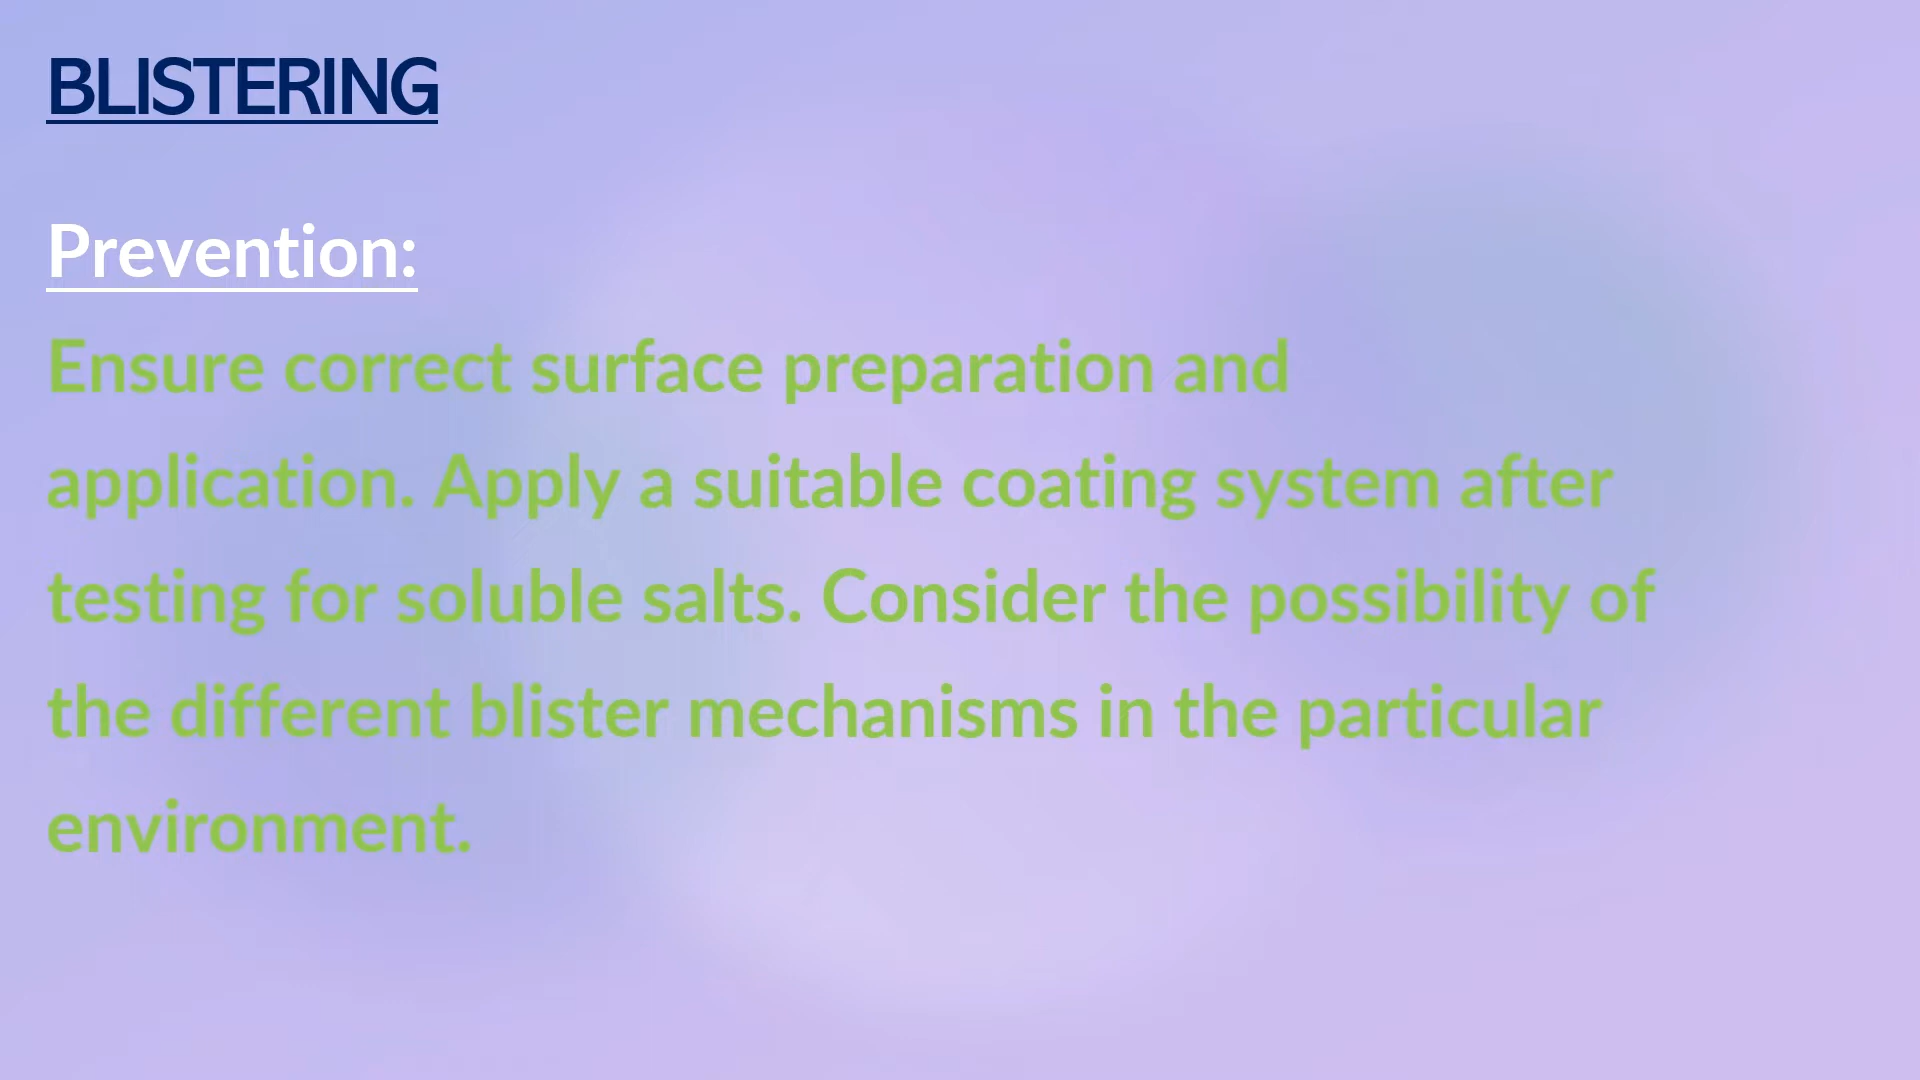 BLISTERING
Prevention:
Ensure correct surface preparation and
application. Apply a suitable coating system after
testing for soluble salts. Consider the possibility of
the different blister mechanisms in the particular
environment.